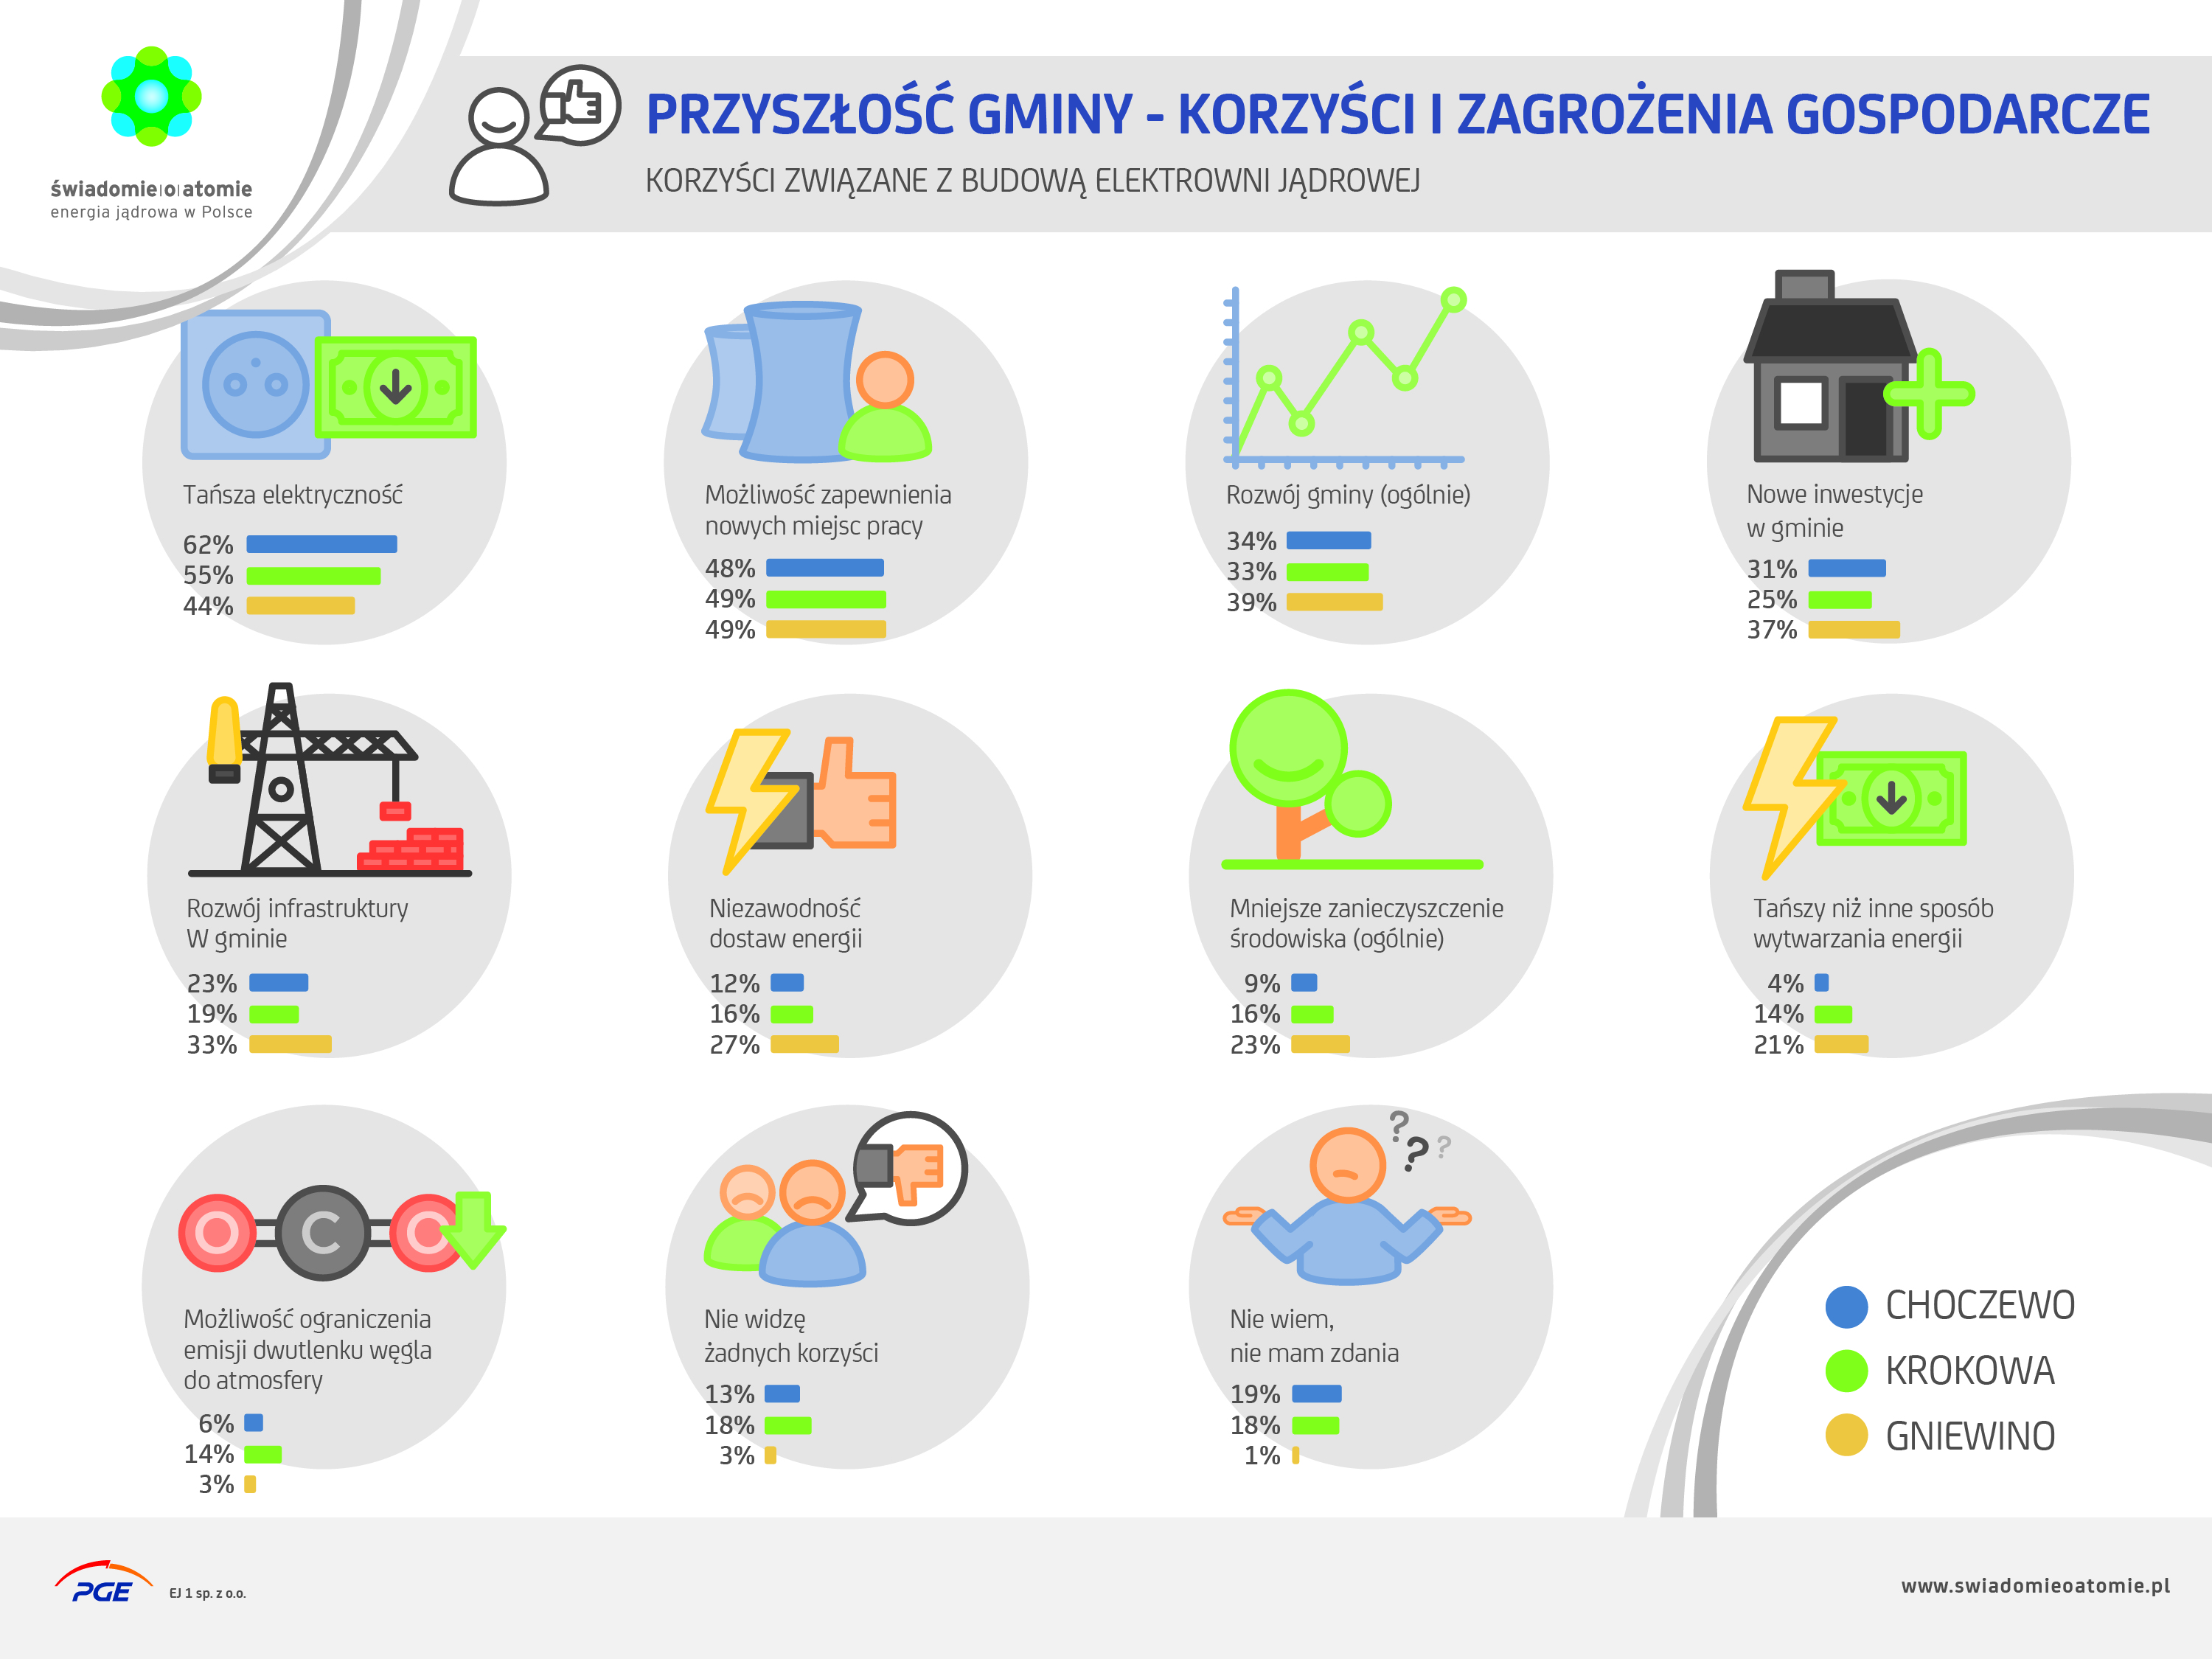 świadomie|o|atomie
energia jądrowa w Polsce
PRZYSZŁOŚĆ GMINY - KORZYŚCI I ZAGROŻENIA GOSPODARCZE
KORZYŚCI ZWIĄZANE Z BUDOWĄ ELEKTROWNI JĄDROWEJ
Tańsza elektryczność
62%
55%
44%
Możliwość zapewnienia
nowych miejsc pracy
48%
49%
49%
Rozwój gminy (ogólnie)
34%
33%
39%
Nowe inwestycje
w gminie
31%
25%
37%
Rozwój infrastruktury
W gminie
23%
19%
33%
Niezawodność
dostaw energii
12%
16%
27%
Mniejsze zanieczyszczenie
środowiska (ogólnie)
9%
16%
23%
Tańszy niż inne sposób
wytwarzania energii
4%
14%
21%
O C O
Możliwość ograniczenia
emisji dwutlenku węgla
do atmosfery
6%
14%
3%
Nie widzę
żadnych korzyści
13%
18%
3%
? ? ?
Nie wiem,
nie mam zdania
19%
18%
1%
CHOCZEWO
KROKOWA
GNIEWINO
PGE
EJ 1 sp. z o.o.
www.swiadomieoatomie.pl